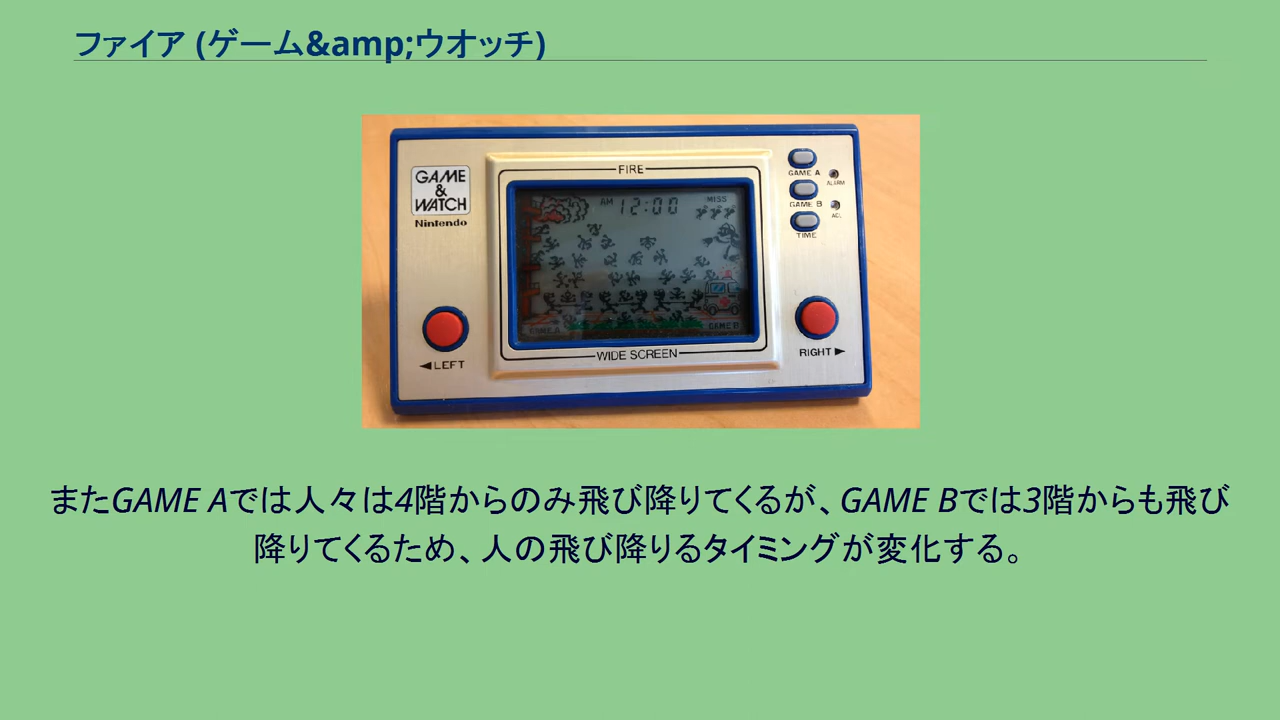 ファイア (ゲーム&amp;ウオッチ)
GAME
&
WATCH
Nintendo
FIRE
AM 12:00
MISS
GAME A
GAME B
GAME A
ALARM
GAME B
ACL
TIME
◄LEFT
WIDE SCREEN
RIGHT►
またGAME Aでは人々は4階からのみ飛び降りてくるが、GAME Bでは3階からも飛び
降りてくるため、人の飛び降りるタイミングが変化する。